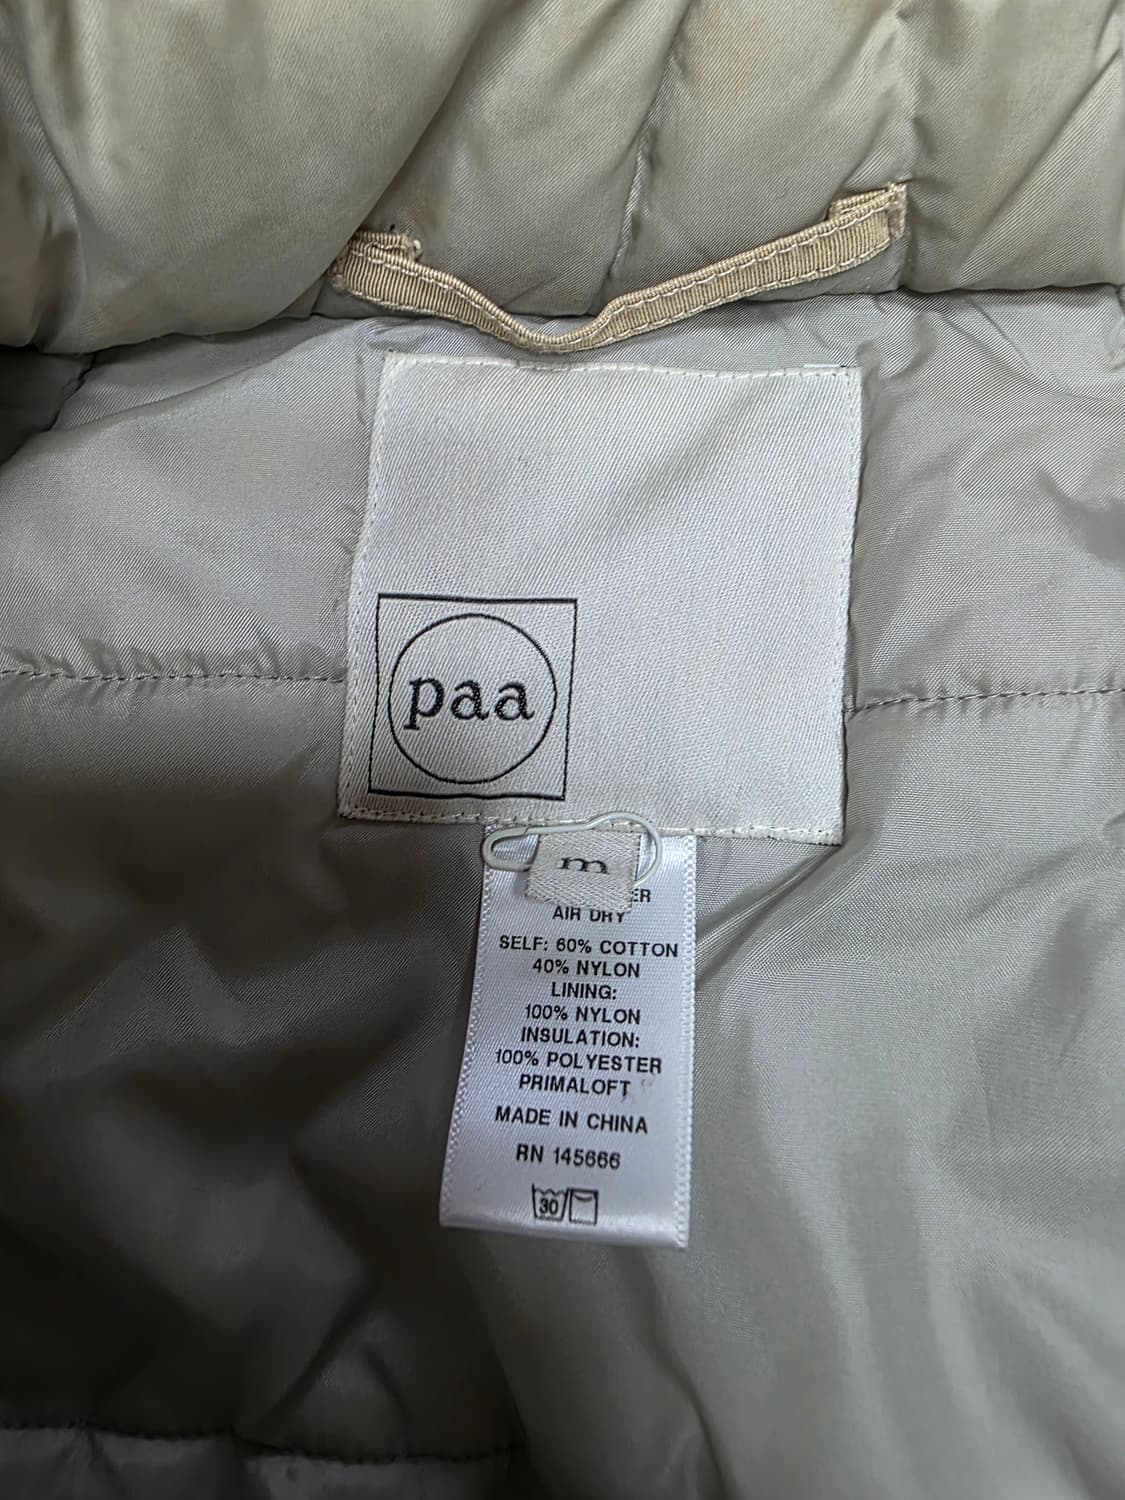 paa
m
ER
AIR DRY
SELF: 60% COTTON
40% NYLON
LINING:
100% NYLON
INSULATION:
100% POLYESTER
PRIMALOFT
MADE IN CHINA
RN 145666
30